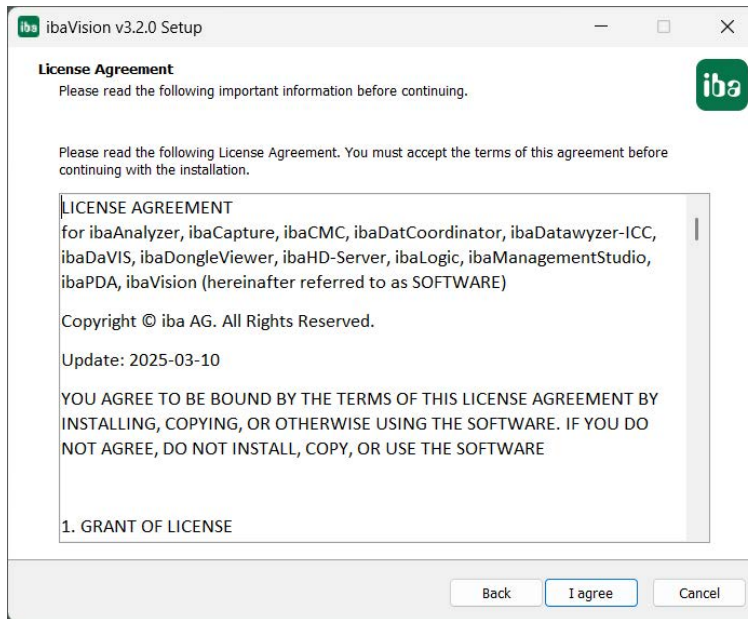 iba ibaVision v3.2.0 Setup
License Agreement
Please read the following important information before continuing.
iba
Please read the following License Agreement. You must accept the terms of this agreement before
continuing with the installation.
LICENSE AGREEMENT
for ibaAnalyzer, ibaCapture, ibaCMC, ibaDatCoordinator, ibaDatawyzer-ICC,
ibaDaVIS, ibaDongleViewer, ibaHD-Server, ibaLogic, ibaManagementStudio,
ibaPDA, ibaVision (hereinafter referred to as SOFTWARE)
Copyright © iba AG. All Rights Reserved.
Update: 2025-03-10
YOU AGREE TO BE BOUND BY THE TERMS OF THIS LICENSE AGREEMENT BY
INSTALLING, COPYING, OR OTHERWISE USING THE SOFTWARE. IF YOU DO
NOT AGREE, DO NOT INSTALL, COPY, OR USE THE SOFTWARE
1. GRANT OF LICENSE
Back I agree Cancel